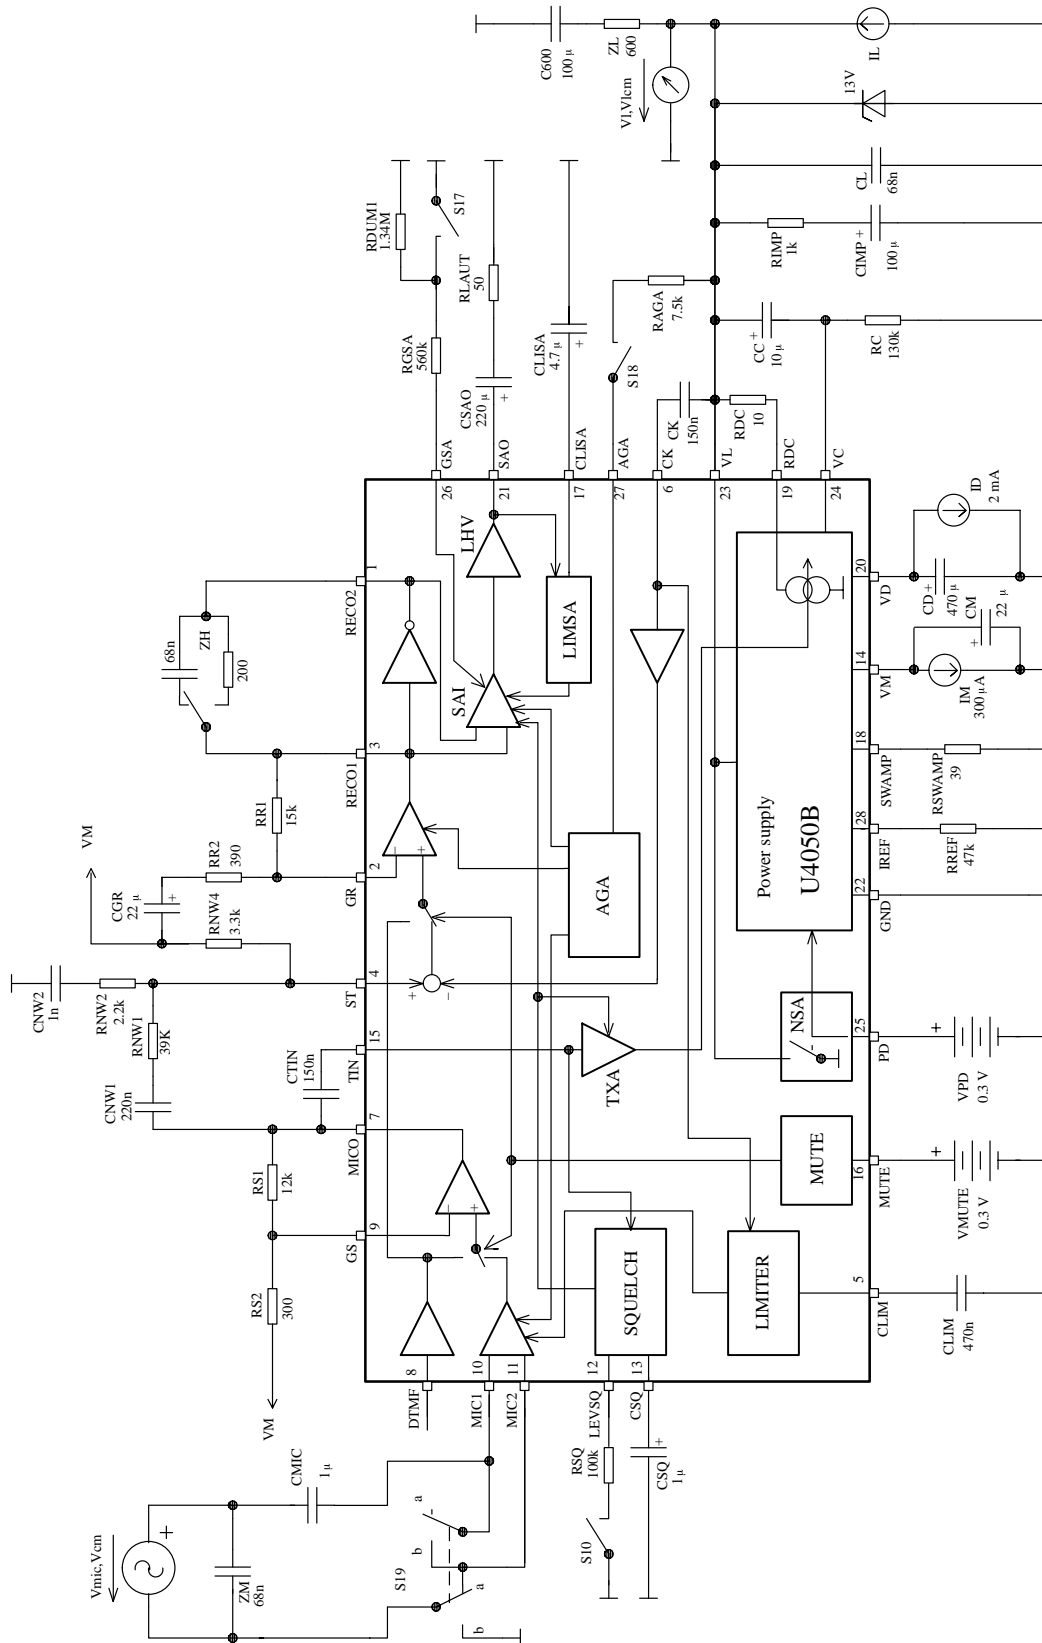 Vmic,Vcm
+
ZM
68n
CMIC
1 µ
S19
b
a
b
a
VM
RS2
300
RS1
12k
CNW1
220n
RNW1
39K
RNW2
2.2k
CNW2
1n
CTIN
150n
VM
CGR
22 µ
+
RNW4
3.3k
RR2
390
RR1
15k
68n
ZH
200
DTMF
8
MIC1
10
MIC2
11
GS
9
MICO
7
TIN
15
ST
4
GR
2
RECO1
3
RECO2
1
RSQ
100k
S10
LEVSQ
12
CSQ
13
CSQ
1 µ
+
−
+
+
−
−
+
SAI
LHV
LIMSA
AGA
TXA
SQUELCH
LIMITER
MUTE
NSA
Power supply
U4050B
GSA
26
SAO
21
CLISA
17
AGA
27
CK
6
VL
23
RDC
19
VC
24
RGSA
560k
RDUM1
1.34M
S17
CSAO
220 µ
+
RLAUT
50
CLISA
4.7 µ
+
S18
RAGA
7.5k
CK
150n
RDC
10
CC
10 µ
+
RC
130k
RIMP
1k
CIMP
100 µ
+
CL
68n
13V
IL
Vl,Vlcm
C600
100 µ
ZL
600
CLIM
5
CLIM
470n
MUTE
16
VMUTE
0.3 V
+
PD
25
VPD
0.3 V
+
GND
22
IREF
28
RREF
47k
SWAMP
18
RSWAMP
39
VM
14
IM
300 µA
CM
22 µ
+
VD
20
CD
470 µ
+
ID
2 mA